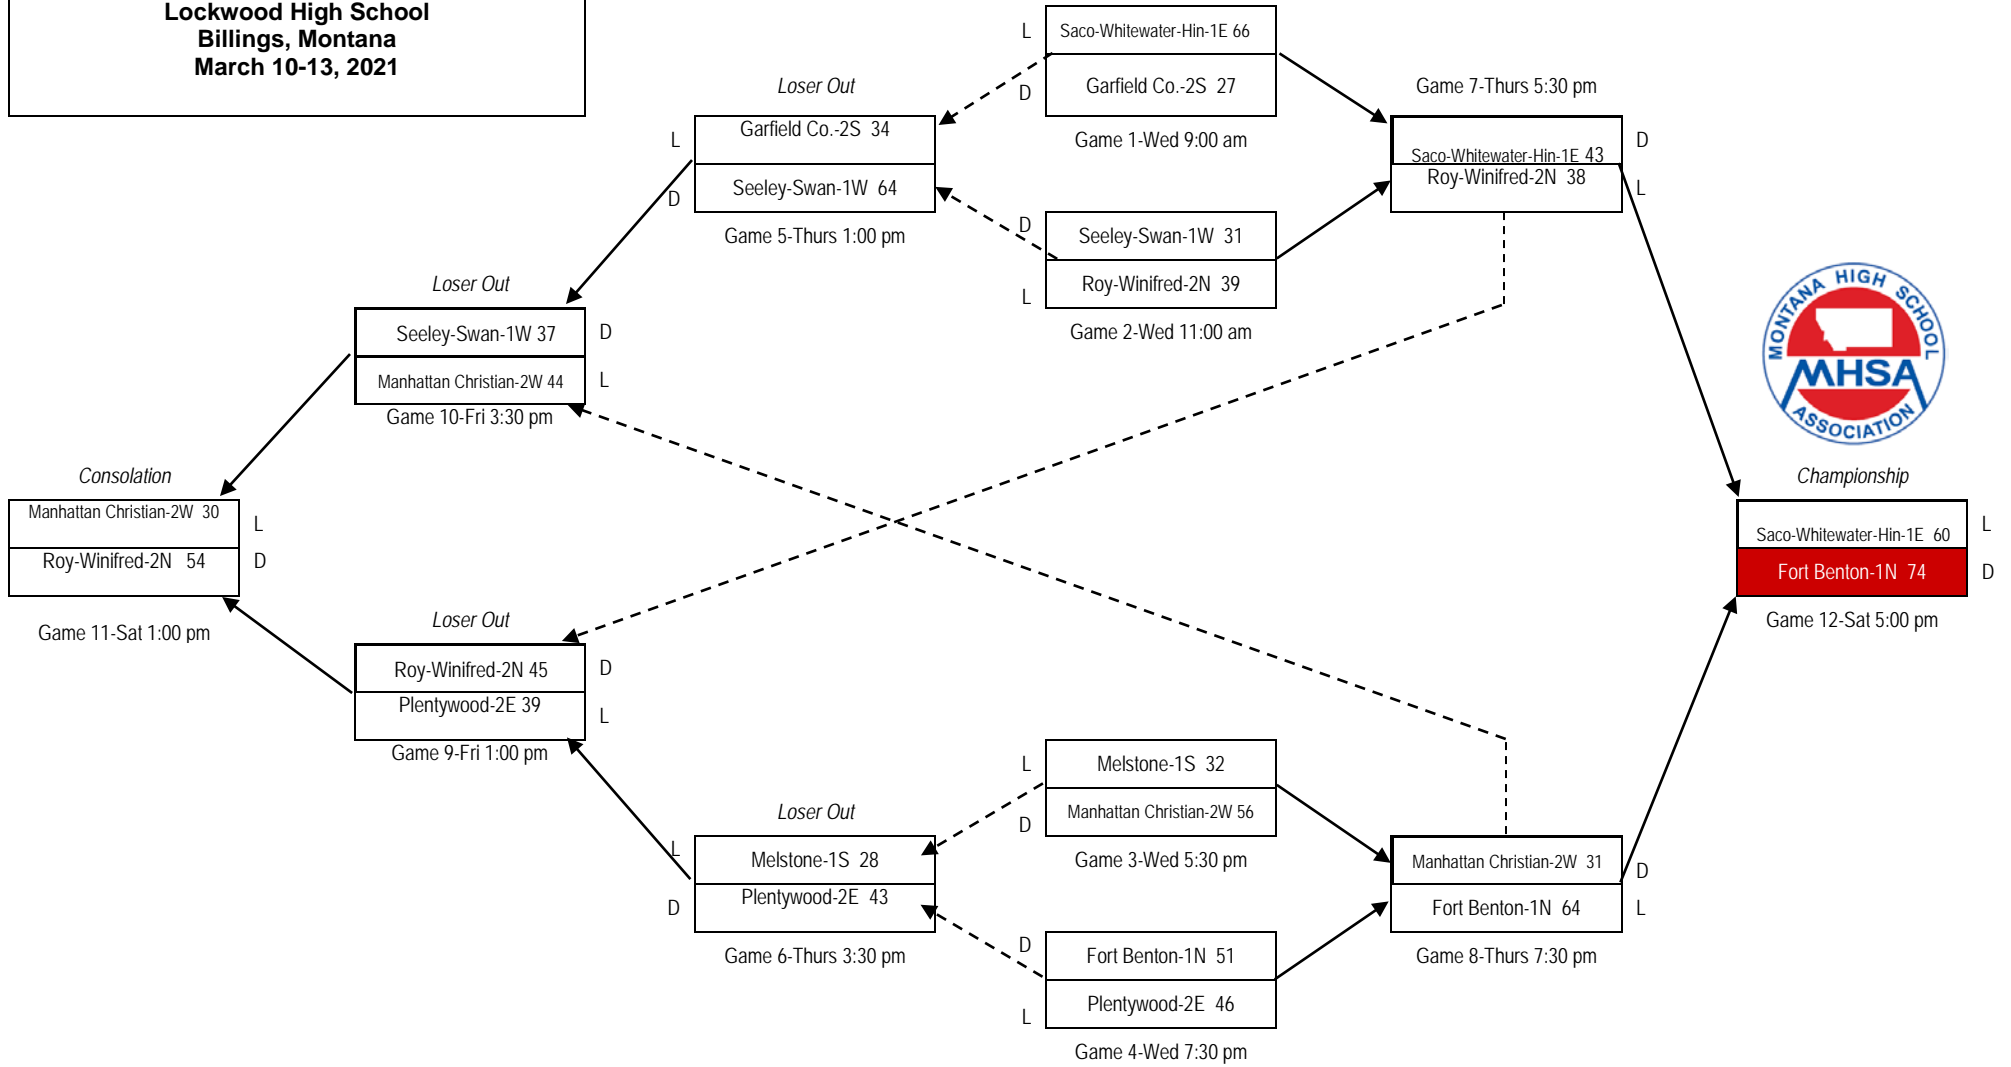 Lockwood High School
Billings, Montana
March 10-13, 2021
L
Saco-Whitewater-Hin-1E 66
D
Garfield Co.-2S 27
Game 1-Wed 9:00 am
Loser Out
L
Garfield Co.-2S 34
D
Seeley-Swan-1W 64
Game 5-Thurs 1:00 pm
Game 7-Thurs 5:30 pm
Saco-Whitewater-Hin-1E 43
D
Roy-Winifred-2N 38
L
D
Seeley-Swan-1W 31
L
Roy-Winifred-2N 39
Game 2-Wed 11:00 am
Loser Out
Seeley-Swan-1W 37
D
Manhattan Christian-2W 44
L
Game 10-Fri 3:30 pm
MONTANA HIGH SCHOOL
MHSA
ASSOCIATION
Consolation
Manhattan Christian-2W 30
L
Roy-Winifred-2N 54
D
Game 11-Sat 1:00 pm
Championship
Saco-Whitewater-Hin-1E 60
L
Fort Benton-1N 74
D
Game 12-Sat 5:00 pm
Loser Out
Roy-Winifred-2N 45
D
Plentywood-2E 39
L
Game 9-Fri 1:00 pm
L
Melstone-1S 32
D
Manhattan Christian-2W 56
Game 3-Wed 5:30 pm
Loser Out
L
Melstone-1S 28
D
Plentywood-2E 43
Game 6-Thurs 3:30 pm
Manhattan Christian-2W 31
D
Fort Benton-1N 64
L
Game 8-Thurs 7:30 pm
D
Fort Benton-1N 51
L
Plentywood-2E 46
Game 4-Wed 7:30 pm